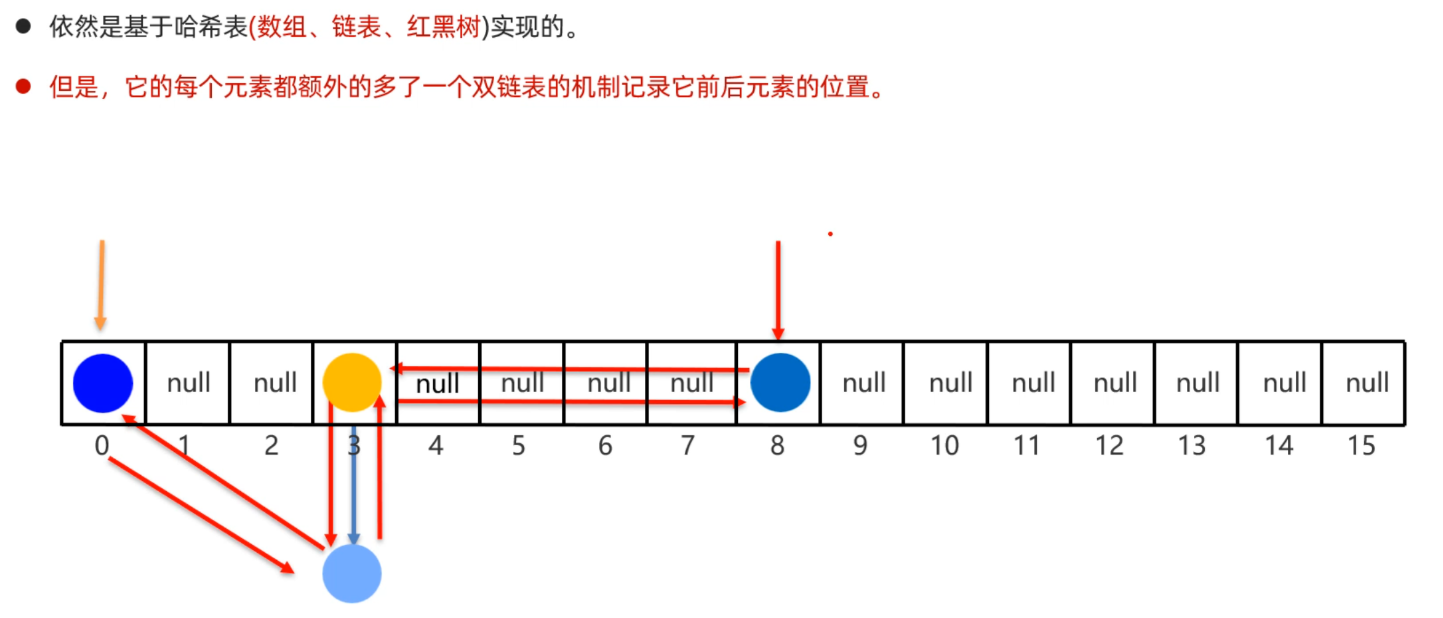 ● 依然是基于哈希表(数组、链表、红黑树)实现的。
● 但是，它的每个元素都额外的多了一个双链表的机制记录它前后元素的位置。
null null null null null null null null null null null null null
0 1 2 3 4 5 6 7 8 9 10 11 12 13 14 15